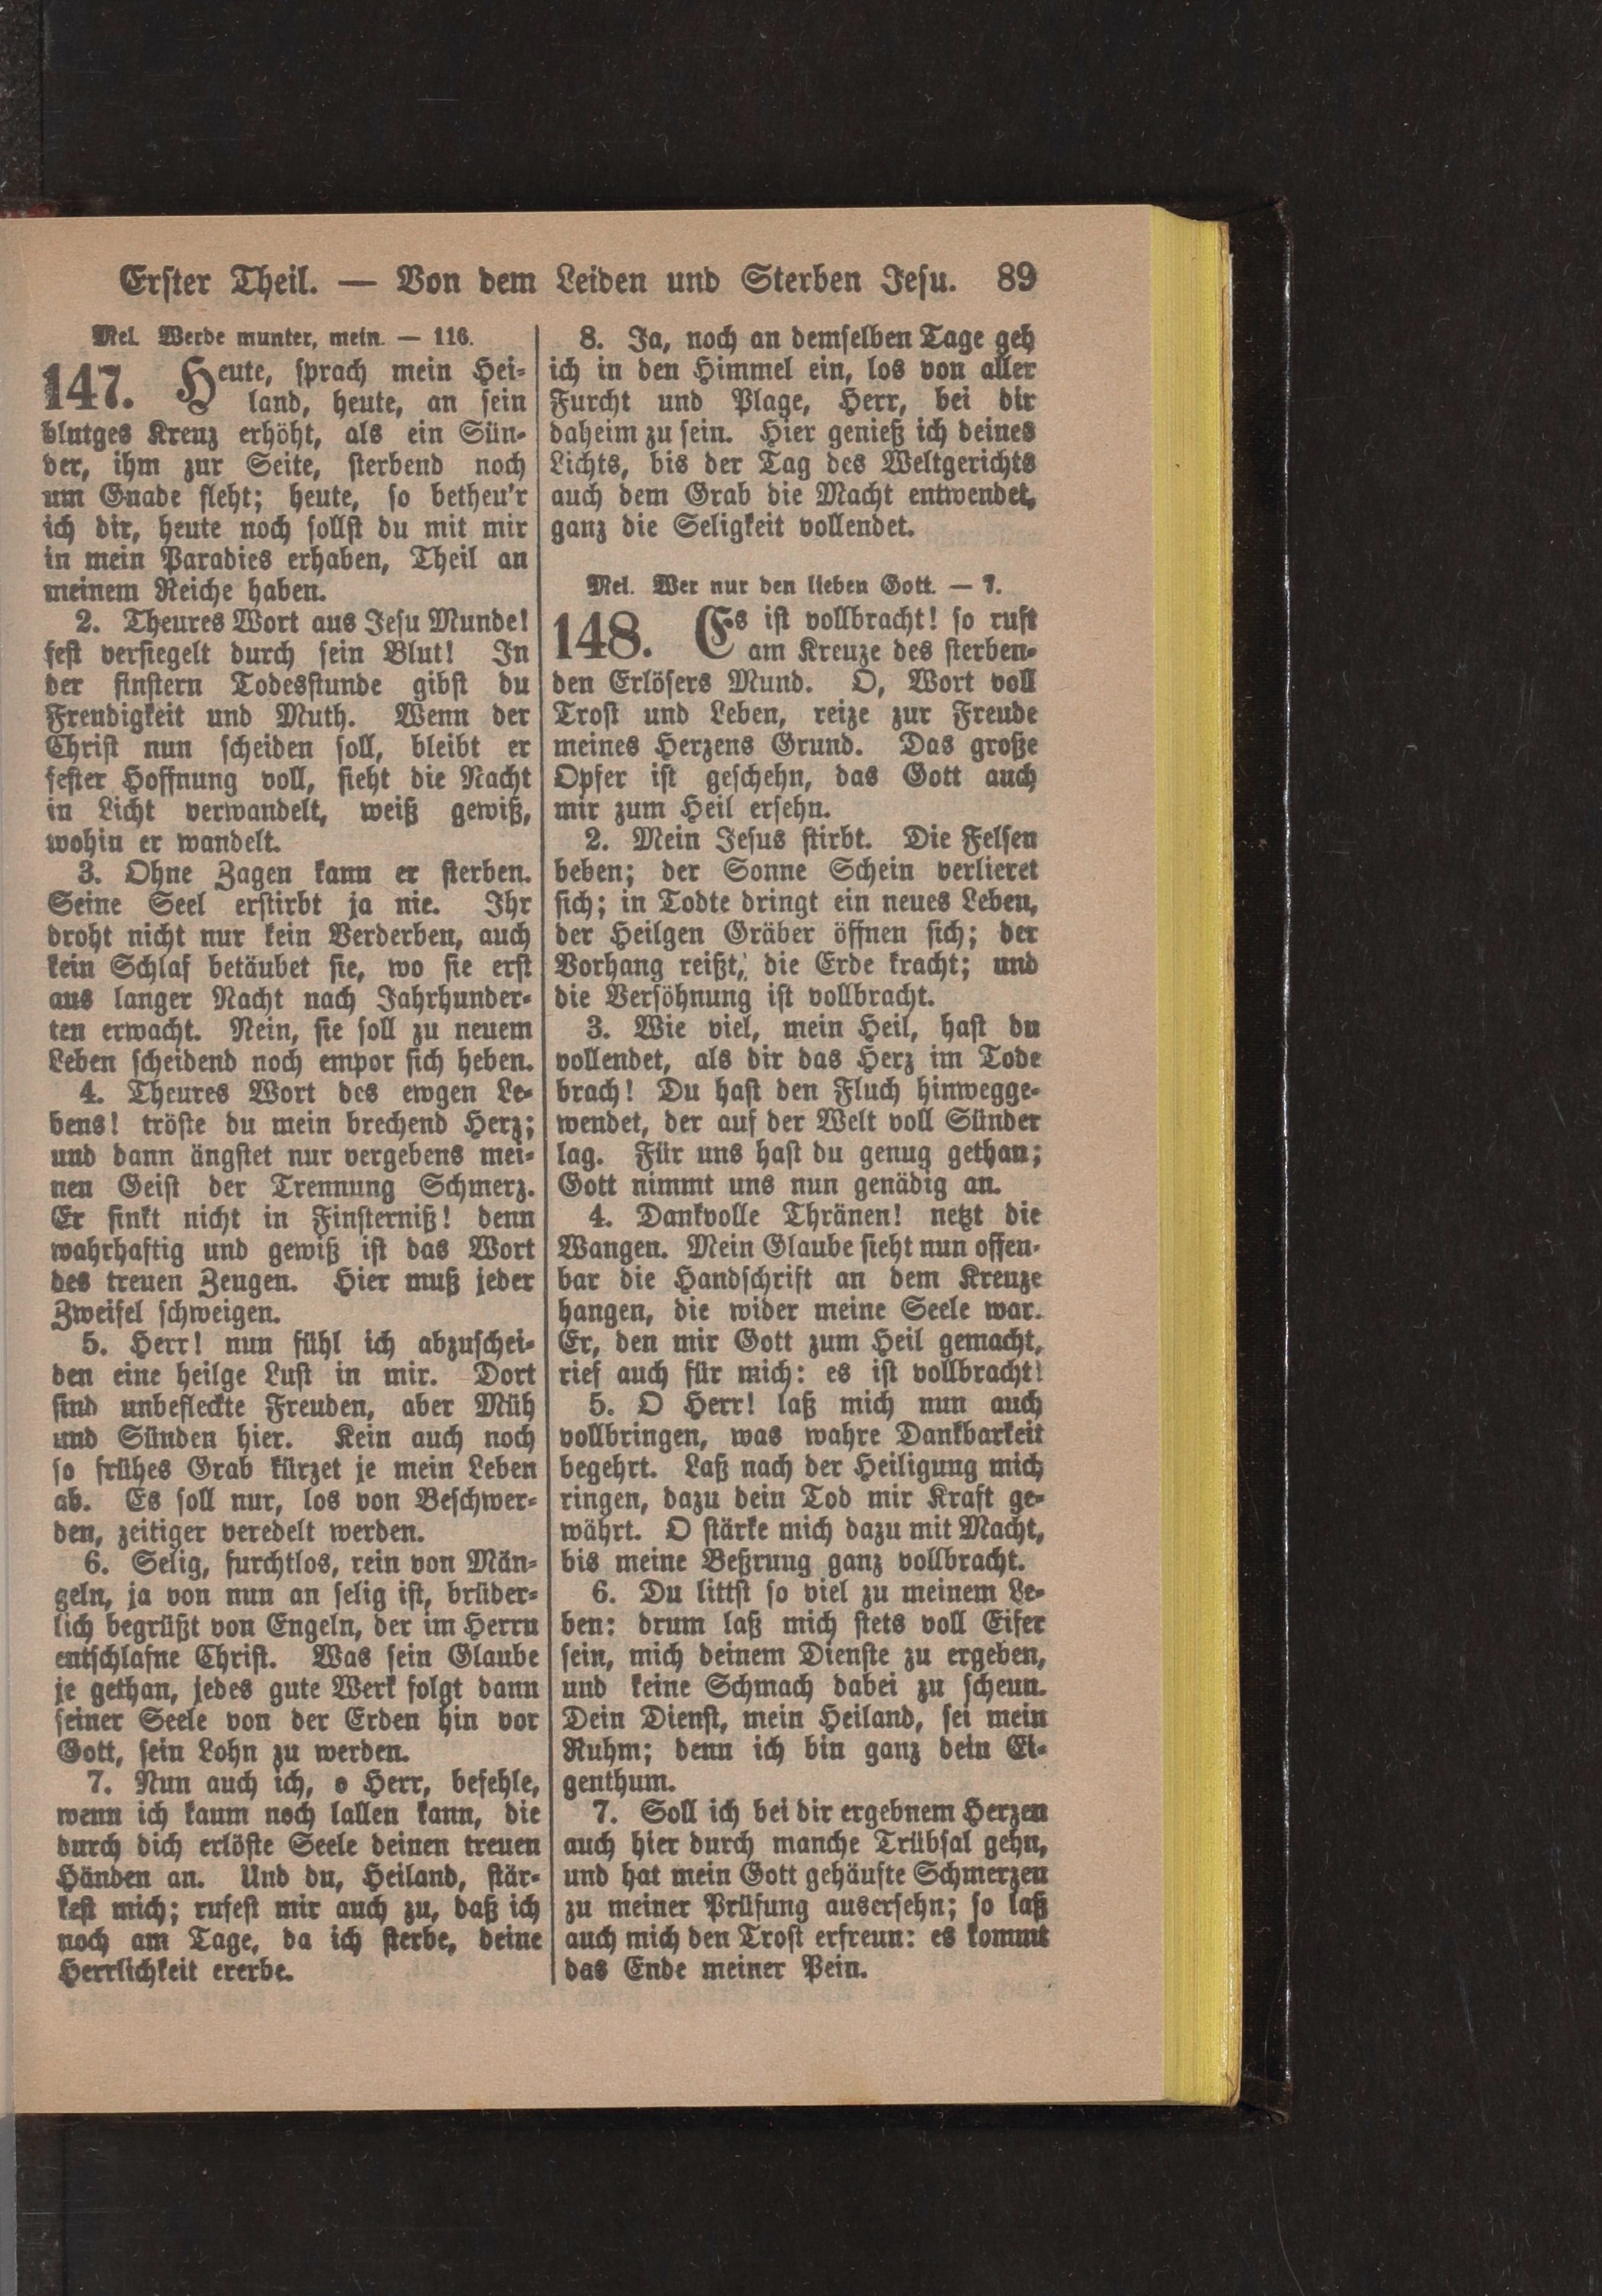 Erster Theil. — Von dem Leiden und Sterben Jesu. 89
Mel. Werde munter, mein. — 116.
147. Heute, sprach mein Hei-
land, heute, an sein
blutges Kreuz erhöht, als ein Sün-
der, ihm zur Seite, sterbend noch
um Gnade fleht; heute, so betheu'r
ich dir, heute noch sollst du mit mir
in mein Paradies erhaben, Theil an
meinem Reiche haben.
2. Theures Wort aus Jesu Munde!
fest versiegelt durch sein Blut! In
der finstern Todesstunde gibst du
Freudigkeit und Muth. Wenn der
Christ nun scheiden soll, bleibt er
fester Hoffnung voll, sieht die Nacht
in Licht verwandelt, weiß gewiß,
wohin er wandelt.
3. Ohne Zagen kann er sterben.
Seine Seel erstirbt ja nie. Ihr
droht nicht nur kein Verderben, auch
kein Schlaf betäubet sie, wo sie erst
aus langer Nacht nach Jahrhunder-
ten erwacht. Nein, sie soll zu neuem
Leben scheidend noch empor sich heben.
4. Theures Wort des ewgen Le-
bens! tröste du mein brechend Herz;
und dann ängstet nur vergebens mei-
nen Geist der Trennung Schmerz.
Er sinkt nicht in Finsterniß! denn
wahrhaftig und gewiß ist das Wort
des treuen Zeugen. Hier muß jeder
Zweifel schweigen.
5. Herr! nun fühl ich abzuschei-
den eine heilge Lust in mir. Dort
sind unbefleckte Freuden, aber Müh
und Sünden hier. Kein auch noch
so frühes Grab kürzet je mein Leben
ab. Es soll nur, los von Beschwer-
den, zeitiger veredelt werden.
6. Selig, furchtlos, rein von Män-
geln, ja von nun an selig ist, brüder-
lich begrüßt von Engeln, der im Herrn
entschlafne Christ. Was sein Glaube
je gethan, jedes gute Werk folgt dann
seiner Seele von der Erden hin vor
Gott, sein Lohn zu werden.
7. Nun auch ich, o Herr, befehle,
wenn ich kaum noch lallen kann, die
durch dich erlöste Seele deinen treuen
Händen an. Und du, Heiland, stär-
kest mich; rufest mir auch zu, daß ich
noch am Tage, da ich sterbe, deine
Herrlichkeit ererbe.
8. Ja, noch an demselben Tage geh
ich in den Himmel ein, los von aller
Furcht und Plage, Herr, bei dir
daheim zu sein. Hier genieß ich deines
Lichts, bis der Tag des Weltgerichts
auch dem Grab die Macht entwendet,
ganz die Seligkeit vollendet.
Mel. Wer nur den lieben Gott. — 7.
148. Es ist vollbracht! so ruft
am Kreuze des sterben-
den Erlösers Mund. O, Wort voll
Trost und Leben, reize zur Freude
meines Herzens Grund. Das große
Opfer ist geschehn, das Gott auch
mir zum Heil ersehn.
2. Mein Jesus stirbt. Die Felsen
beben; der Sonne Schein verlieret
sich; in Todte dringt ein neues Leben,
der Heilgen Gräber öffnen sich; der
Vorhang reißt, die Erde kracht; und
die Versöhnung ist vollbracht.
3. Wie viel, mein Heil, hast du
vollendet, als dir das Herz im Tode
brach! Du hast den Fluch hinwegge-
wendet, der auf der Welt voll Sünder
lag. Für uns hast du genug gethan;
Gott nimmt uns nun genädig an.
4. Dankvolle Thränen! netzt die
Wangen. Mein Glaube sieht nun offen-
bar die Handschrift an dem Kreuze
hangen, die wider meine Seele war.
Er, den mir Gott zum Heil gemacht,
rief auch für mich: es ist vollbracht!
5. O Herr! laß mich nun auch
vollbringen, was wahre Dankbarkeit
begehrt. Laß nach der Heiligung mich
ringen, dazu dein Tod mir Kraft ge-
währt. O stärke mich dazu mit Macht,
bis meine Beßrung ganz vollbracht.
6. Du littst so viel zu meinem Le-
ben: drum laß mich stets voll Eifer
sein, mich deinem Dienste zu ergeben,
und keine Schmach dabei zu scheun.
Dein Dienst, mein Heiland, sei mein
Ruhm; denn ich bin ganz dein Ei-
genthum.
7. Soll ich bei dir ergebnem Herzen
auch hier durch manche Trübsal gehn,
und hat mein Gott gehäufte Schmerzen
zu meiner Prüfung ausersehn; so laß
auch mich den Trost erfreun: es kommt
das Ende meiner Pein.